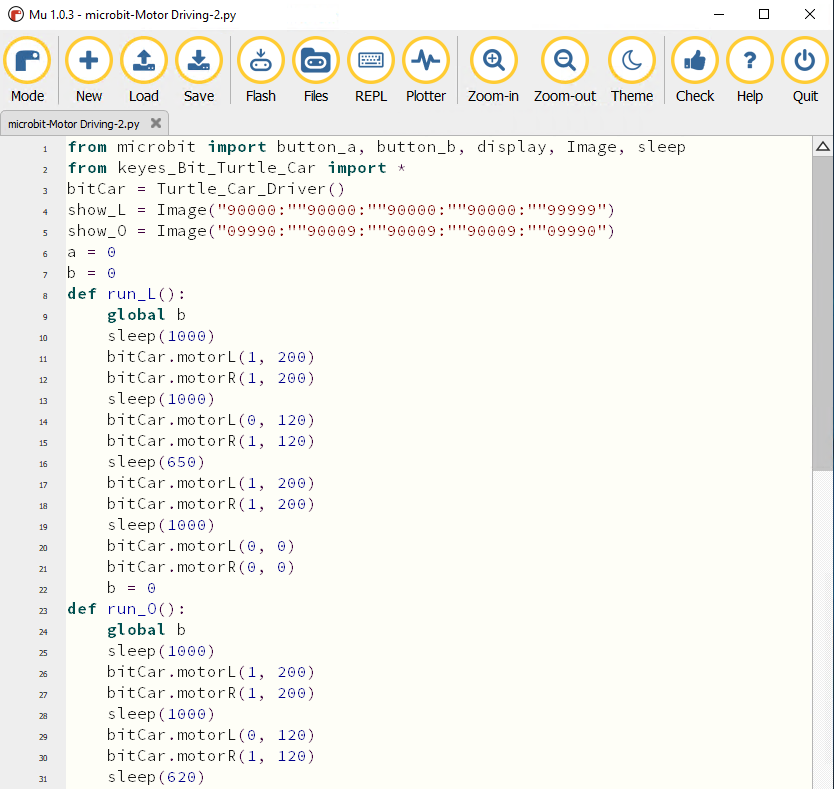 Mu 1.0.3 - microbit-Motor Driving-2.py
Mode New Load Save Flash Files REPL Plotter Zoom-in Zoom-out Theme Check Help Quit
microbit-Motor Driving-2.py
1 from microbit import button_a, button_b, display, Image, sleep
2 from keyes_Bit_Turtle_Car import *
3 bitCar = Turtle_Car_Driver()
4 show_L = Image("90000:""90000:""90000:""90000:""99999")
5 show_O = Image("09990:""90009:""90009:""90009:""09990")
6 a = 0
7 b = 0
8 def run_L():
9     global b
10     sleep(1000)
11     bitCar.motorL(1, 200)
12     bitCar.motorR(1, 200)
13     sleep(1000)
14     bitCar.motorL(0, 120)
15     bitCar.motorR(1, 120)
16     sleep(650)
17     bitCar.motorL(1, 200)
18     bitCar.motorR(1, 200)
19     sleep(1000)
20     bitCar.motorL(0, 0)
21     bitCar.motorR(0, 0)
22     b = 0
23 def run_O():
24     global b
25     sleep(1000)
26     bitCar.motorL(1, 200)
27     bitCar.motorR(1, 200)
28     sleep(1000)
29     bitCar.motorL(0, 120)
30     bitCar.motorR(1, 120)
31     sleep(620)